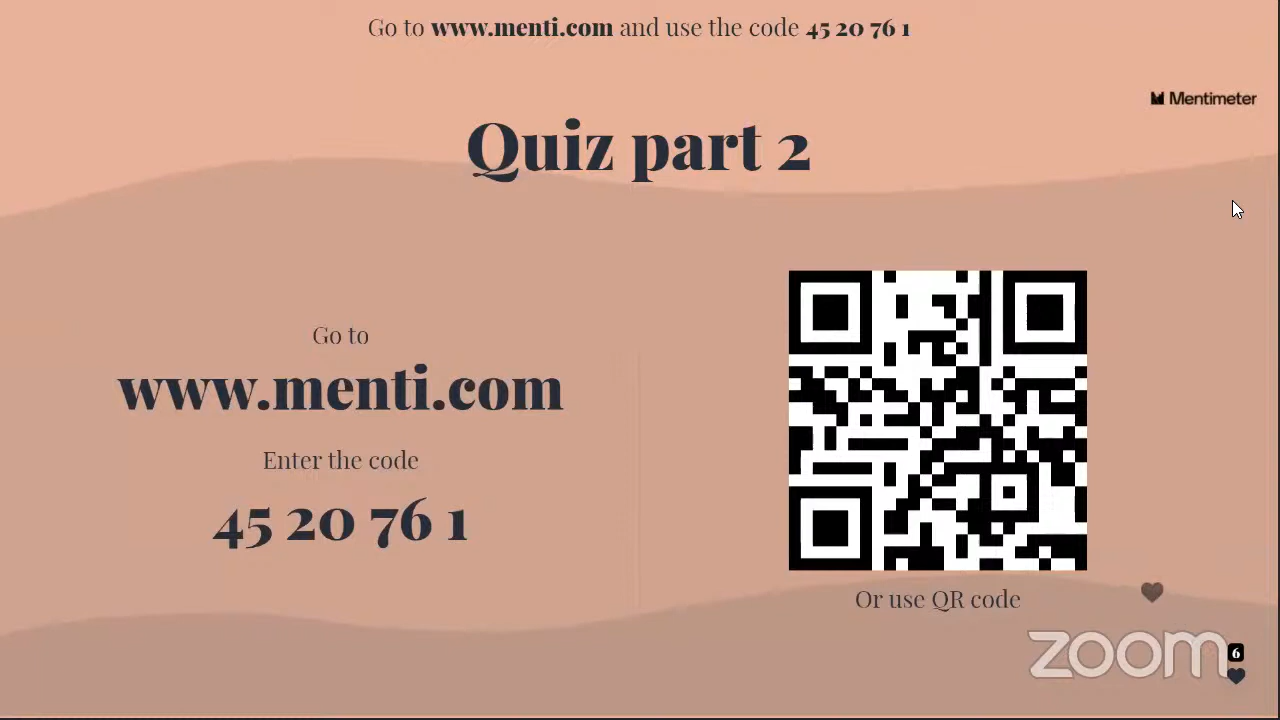 Go to www.menti.com and use the code 45 20 76 1
Mentimeter
Quiz part 2
Go to
www.menti.com
Enter the code
45 20 76 1
Or use QR code
zoom
6